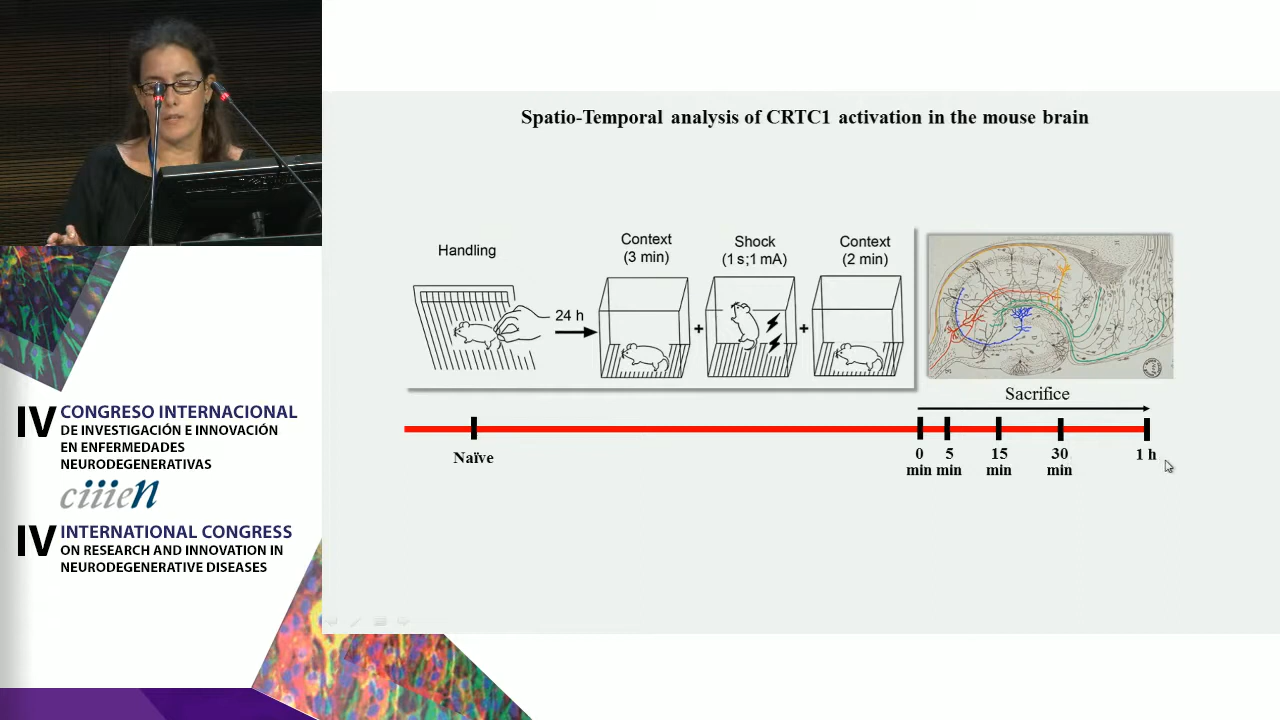 Spatio-Temporal analysis of CRTC1 activation in the mouse brain
Handling
24 h
Context
(3 min)
+
Shock
(1 s;1 mA)
+
Context
(2 min)
Sacrifice
Naïve
0
min
5
min
15
min
30
min
1 h
IV CONGRESO INTERNACIONAL
DE INVESTIGACIÓN E INNOVACIÓN
EN ENFERMEDADES
NEURODEGENERATIVAS
ciiien
IV INTERNATIONAL CONGRESS
ON RESEARCH AND INNOVATION IN
NEURODEGENERATIVE DISEASES